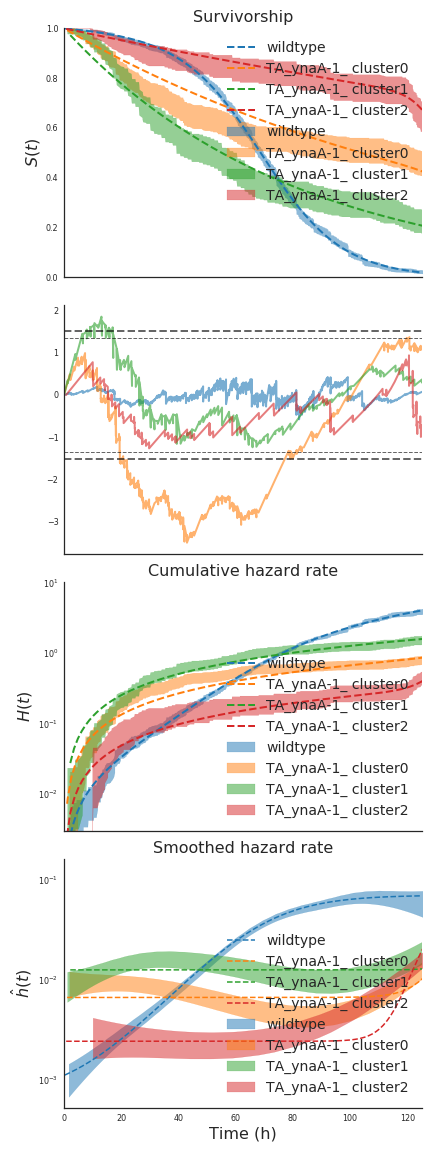 Survivorship
1.0
0.8
0.6
0.4
0.2
0.0
S(t)
wildtype
TA_ynaA-1_ cluster0
TA_ynaA-1_ cluster1
TA_ynaA-1_ cluster2
wildtype
TA_ynaA-1_ cluster0
TA_ynaA-1_ cluster1
TA_ynaA-1_ cluster2
2
1
0
−1
−2
−3
Cumulative hazard rate
10¹
10⁰
10⁻¹
10⁻²
H(t)
wildtype
TA_ynaA-1_ cluster0
TA_ynaA-1_ cluster1
TA_ynaA-1_ cluster2
wildtype
TA_ynaA-1_ cluster0
TA_ynaA-1_ cluster1
TA_ynaA-1_ cluster2
Smoothed hazard rate
10⁻¹
10⁻²
10⁻³
ĥ(t)
wildtype
TA_ynaA-1_ cluster0
TA_ynaA-1_ cluster1
TA_ynaA-1_ cluster2
wildtype
TA_ynaA-1_ cluster0
TA_ynaA-1_ cluster1
TA_ynaA-1_ cluster2
0 20 40 60 80 100 120
Time (h)